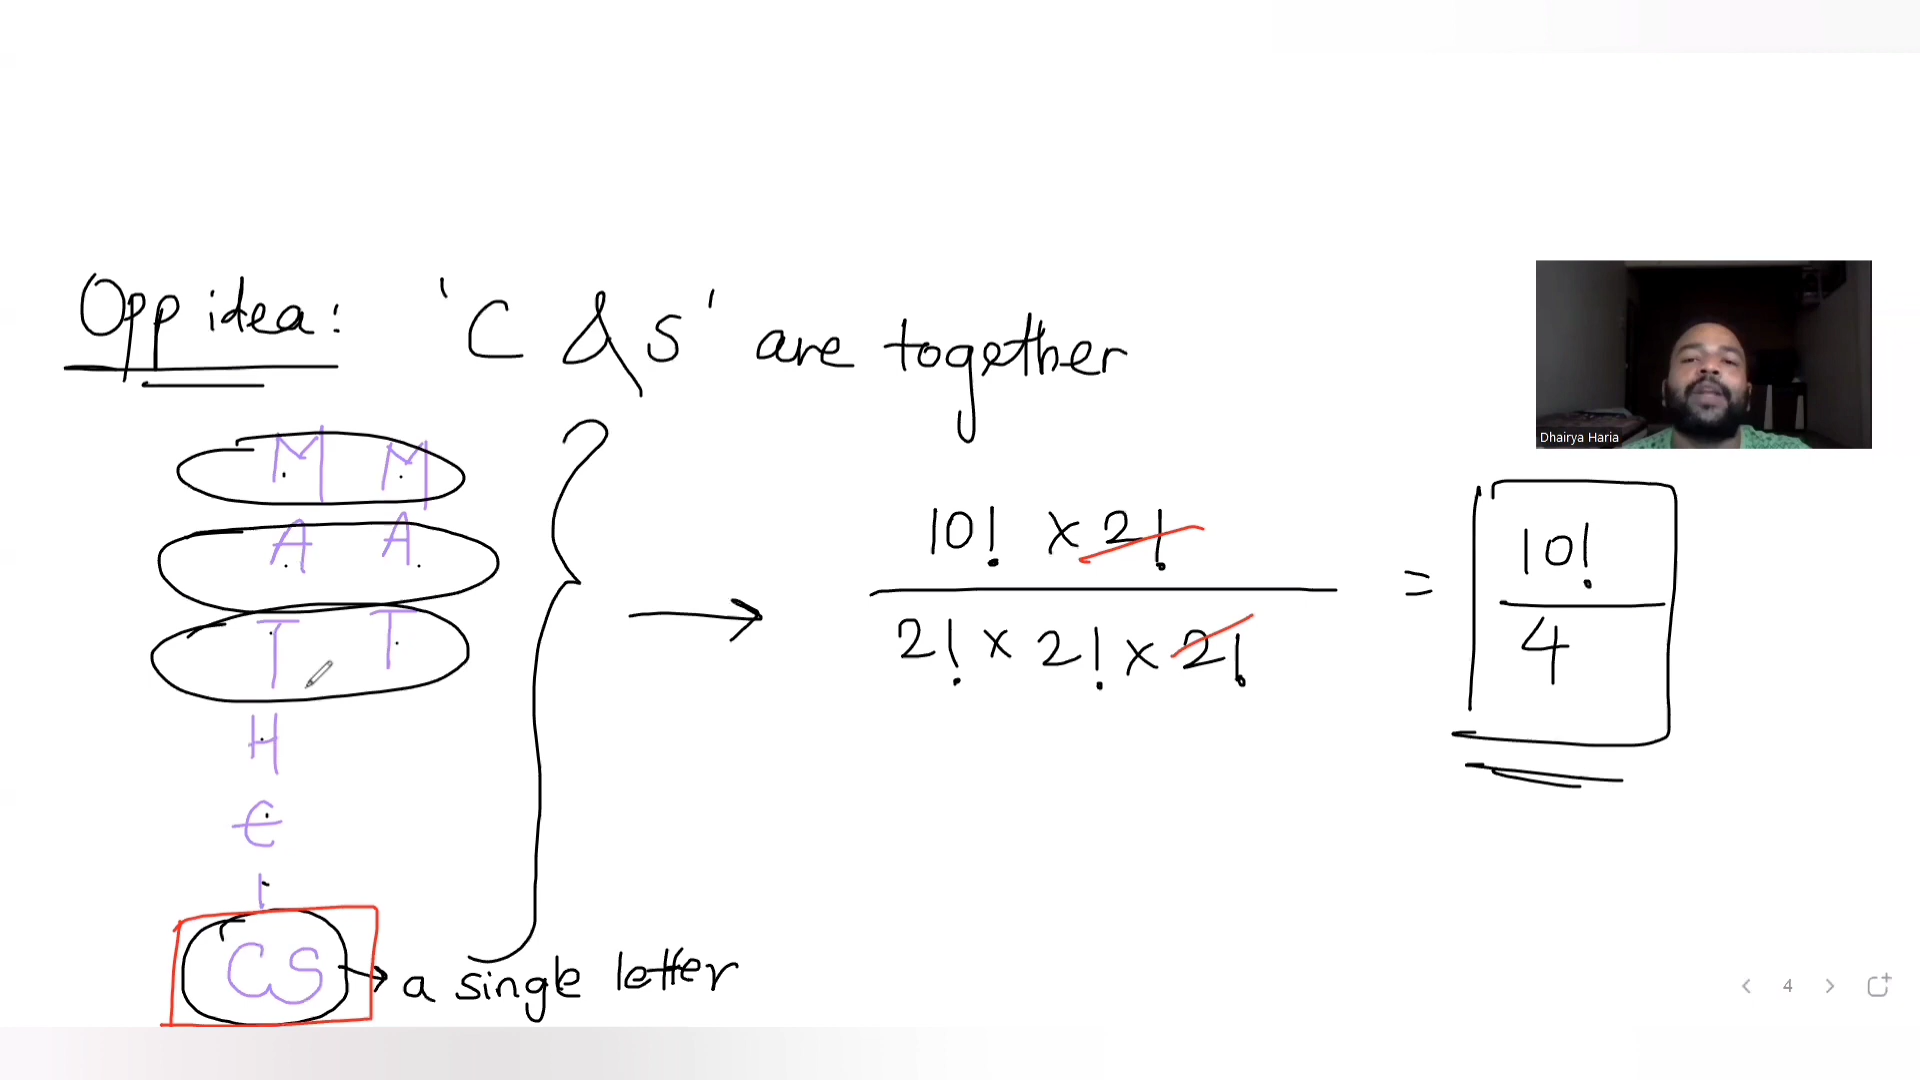 Opp idea: 'C & S' are together
M M
A A
T T
H
E
I
CS → a single letter
10! x 2!
2! x 2! x 2!
=
10!
4
Dhairya Haria
< 4 >